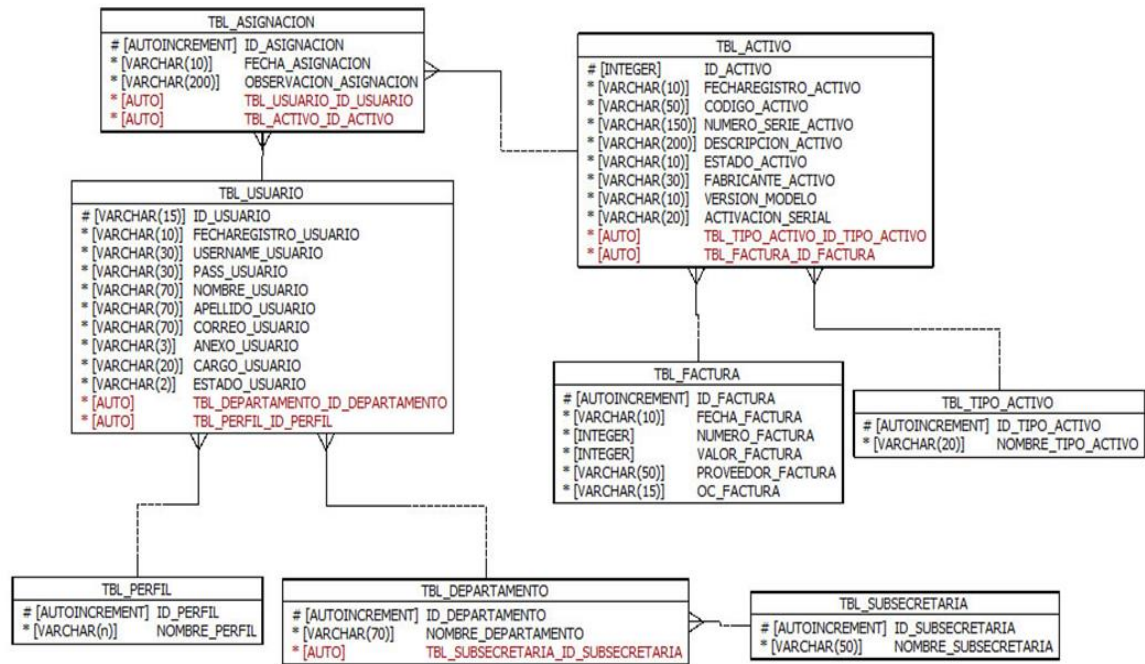 TBL_ASIGNACION
# [AUTOINCREMENT] ID_ASIGNACION
* [VARCHAR(10)] FECHA_ASIGNACION
* [VARCHAR(200)] OBSERVACION_ASIGNACION
* [AUTO] TBL_USUARIO_ID_USUARIO
* [AUTO] TBL_ACTIVO_ID_ACTIVO
TBL_ACTIVO
# [INTEGER] ID_ACTIVO
* [VARCHAR(10)] FECHAREGISTRO_ACTIVO
* [VARCHAR(50)] CODIGO_ACTIVO
* [VARCHAR(150)] NUMERO_SERIE_ACTIVO
* [VARCHAR(200)] DESCRIPCION_ACTIVO
* [VARCHAR(10)] ESTADO_ACTIVO
* [VARCHAR(30)] FABRICANTE_ACTIVO
* [VARCHAR(10)] VERSION_MODELO
* [VARCHAR(20)] ACTIVACION_SERIAL
* [AUTO] TBL_TIPO_ACTIVO_ID_TIPO_ACTIVO
* [AUTO] TBL_FACTURA_ID_FACTURA
TBL_USUARIO
# [VARCHAR(15)] ID_USUARIO
* [VARCHAR(10)] FECHAREGISTRO_USUARIO
* [VARCHAR(30)] USERNAME_USUARIO
* [VARCHAR(30)] PASS_USUARIO
* [VARCHAR(70)] NOMBRE_USUARIO
* [VARCHAR(70)] APELLIDO_USUARIO
* [VARCHAR(70)] CORREO_USUARIO
* [VARCHAR(3)] ANEXO_USUARIO
* [VARCHAR(20)] CARGO_USUARIO
* [VARCHAR(2)] ESTADO_USUARIO
* [AUTO] TBL_DEPARTAMENTO_ID_DEPARTAMENTO
* [AUTO] TBL_PERFIL_ID_PERFIL
TBL_FACTURA
# [AUTOINCREMENT] ID_FACTURA
* [VARCHAR(10)] FECHA_FACTURA
* [INTEGER] NUMERO_FACTURA
* [INTEGER] VALOR_FACTURA
* [VARCHAR(50)] PROVEEDOR_FACTURA
* [VARCHAR(15)] OC_FACTURA
TBL_TIPO_ACTIVO
# [AUTOINCREMENT] ID_TIPO_ACTIVO
* [VARCHAR(20)] NOMBRE_TIPO_ACTIVO
TBL_PERFIL
# [AUTOINCREMENT] ID_PERFIL
* [VARCHAR(n)] NOMBRE_PERFIL
TBL_DEPARTAMENTO
# [AUTOINCREMENT] ID_DEPARTAMENTO
* [VARCHAR(70)] NOMBRE_DEPARTAMENTO
* [AUTO] TBL_SUBSECRETARIA_ID_SUBSECRETARIA
TBL_SUBSECRETARIA
# [AUTOINCREMENT] ID_SUBSECRETARIA
* [VARCHAR(50)] NOMBRE_SUBSECRETARIA